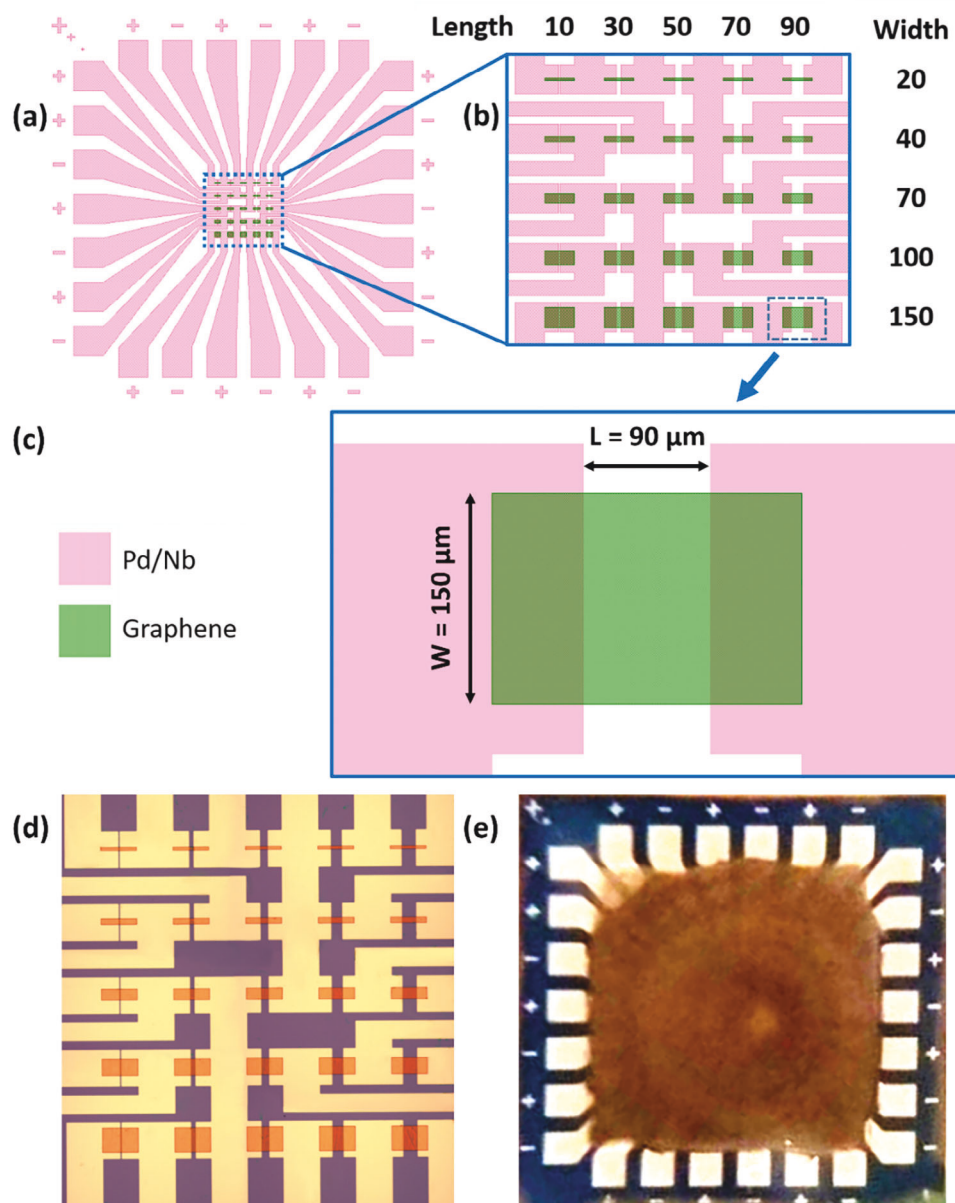 Length 10 30 50 70 90 Width
(a)
(b)
20
40
70
100
150
(c)
L = 90 µm
W = 150 µm
Pd/Nb
Graphene
(d)
(e)